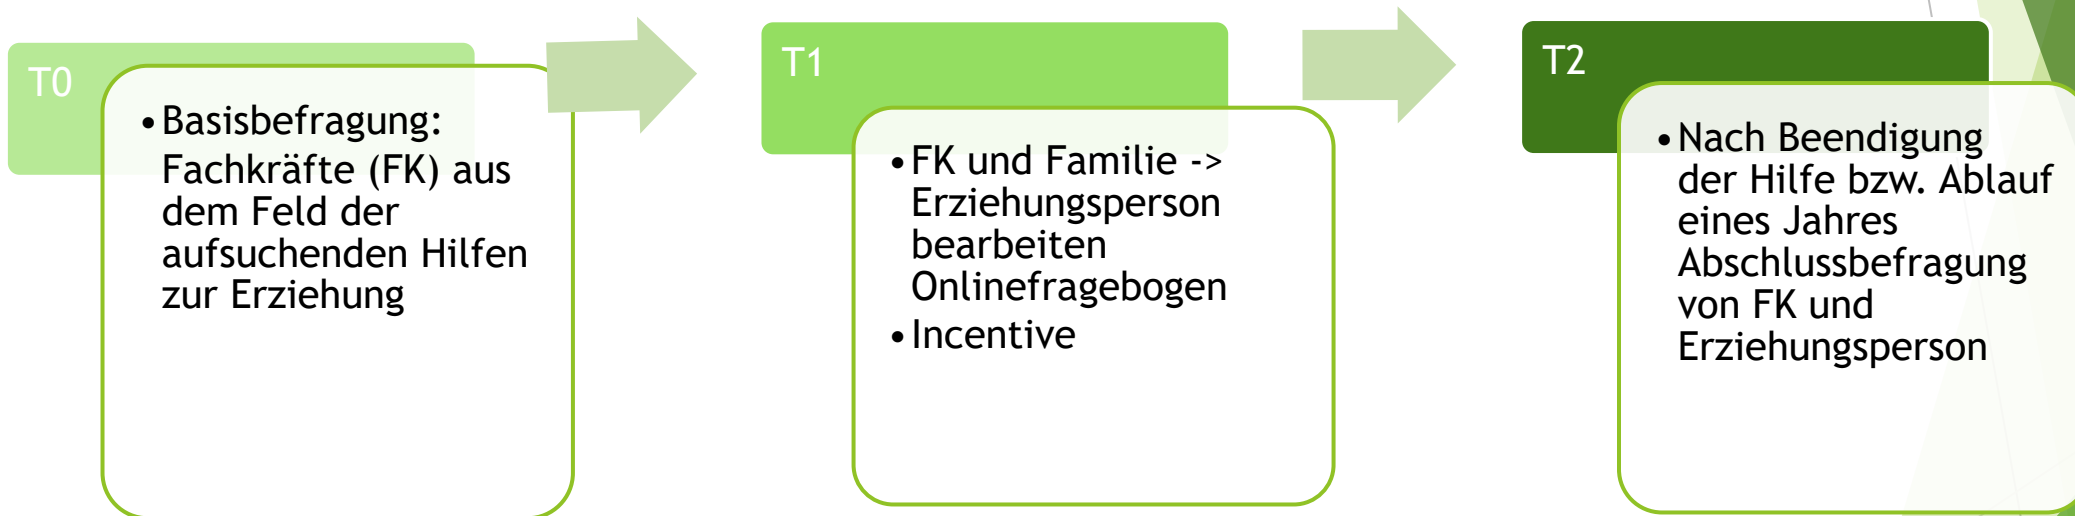 T0
•Basisbefragung:
Fachkräfte (FK) aus
dem Feld der
aufsuchenden Hilfen
zur Erziehung
T1
•FK und Familie ->
Erziehungsperson
bearbeiten
Onlinefragebogen
•Incentive
T2
•Nach Beendigung
der Hilfe bzw. Ablauf
eines Jahres
Abschlussbefragung
von FK und
Erziehungsperson